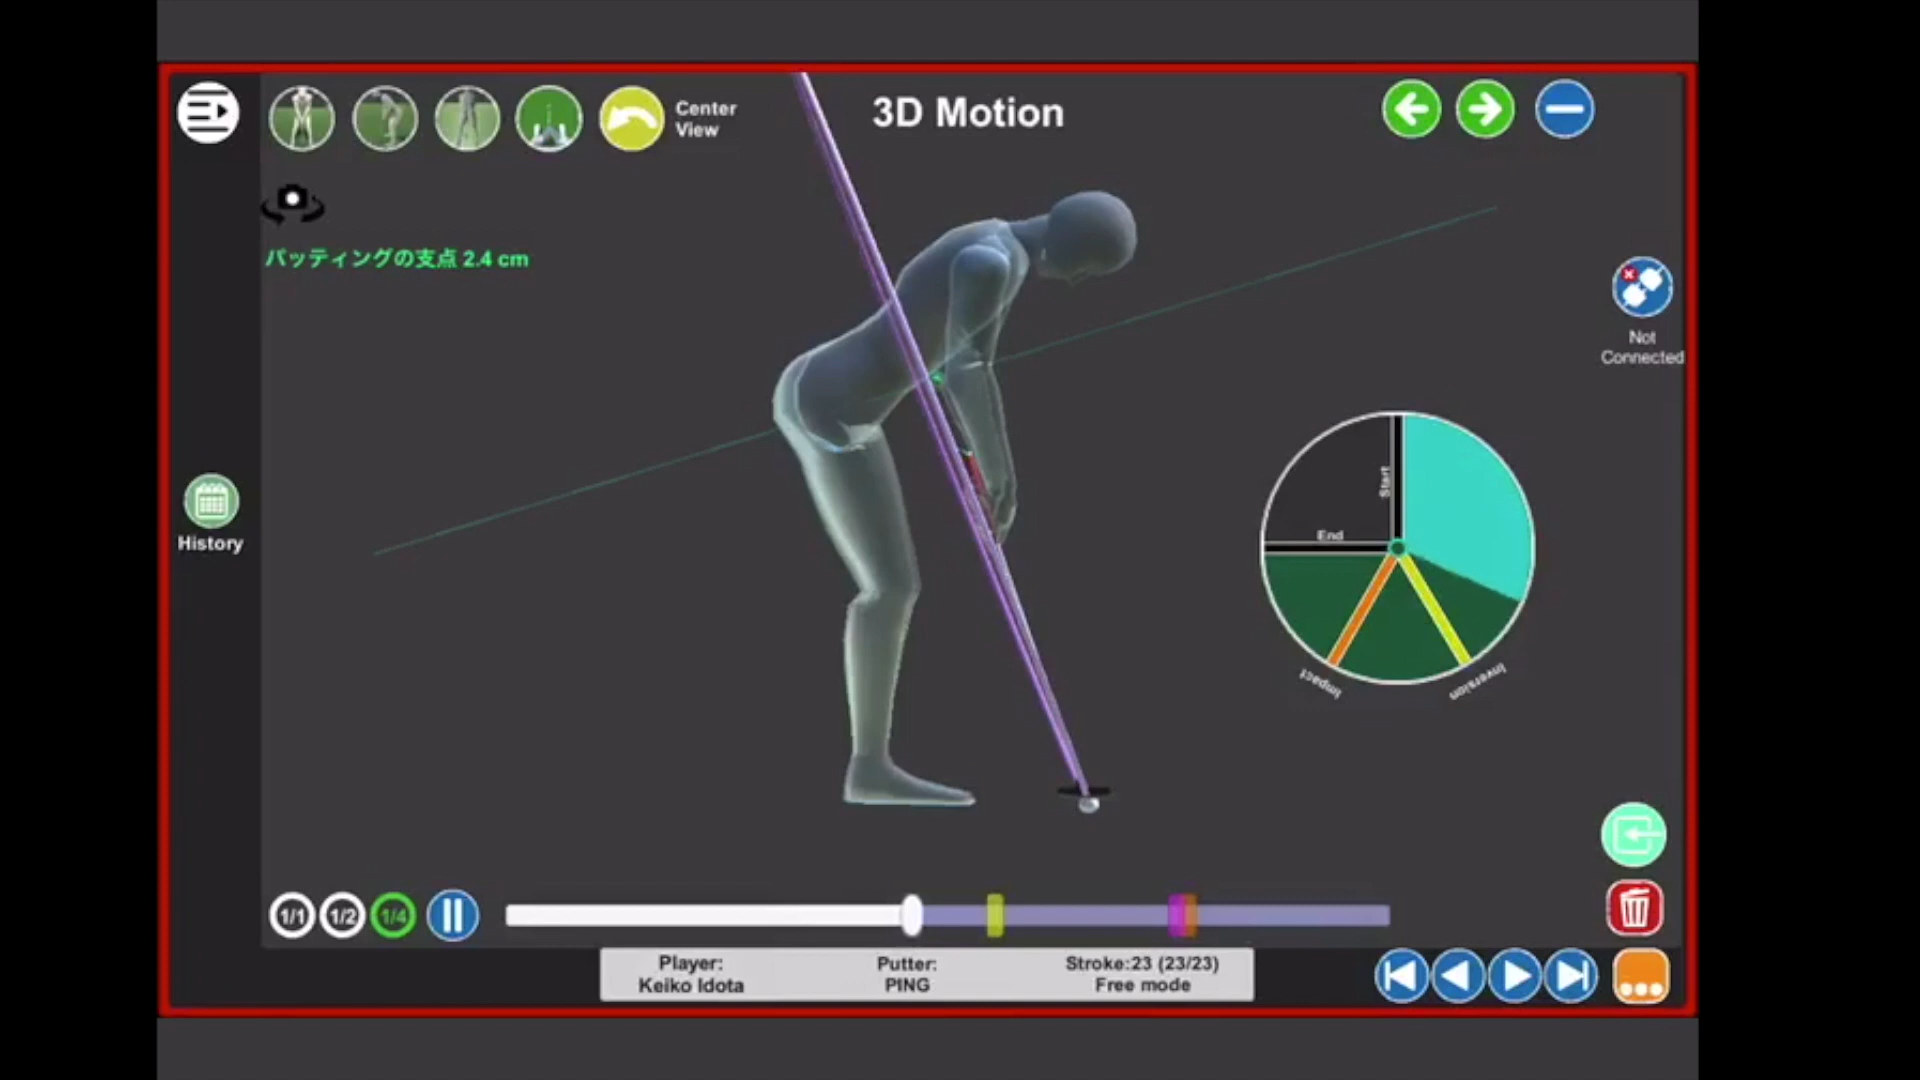 Center
View
3D Motion
パッティングの支点 2.4 cm
Not
Connected
Start
End
Impact
Inversion
History
1/1
1/2
1/4
Player:
Keiko Idota
Putter:
PING
Stroke:23 (23/23)
Free mode